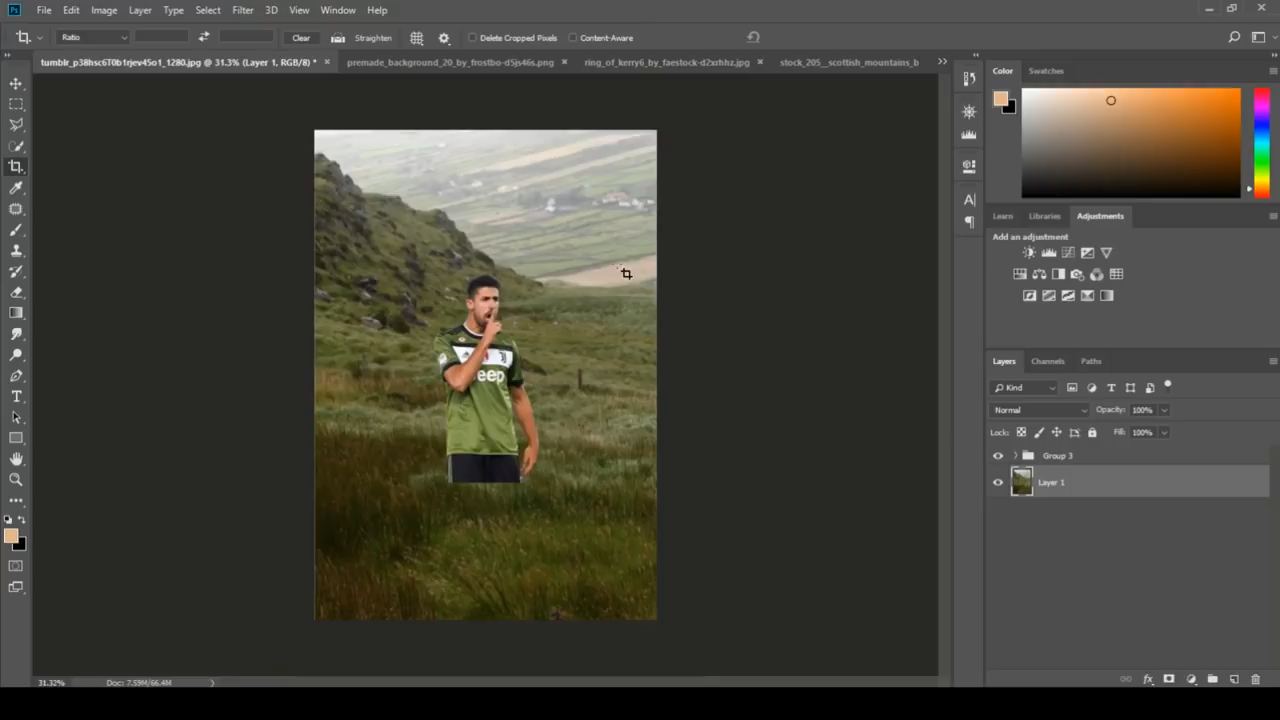 Ps File Edit Image Layer Type Select Filter 3D View Window Help
Ratio Clear Straighten Delete Cropped Pixels Content-Aware
tumblr_p38hsc6T0b1rjev45o1_1280.jpg @ 31.3% (Layer 1, RGB/8) * × premade_background_20_by_frostbo-d5js46s.png × ring_of_kerry6_by_faestock-d2xrhhz.jpg × stock_205__scottish_mountains_b
Color Swatches
Learn Libraries Adjustments
Add an adjustment
Layers Channels Paths
Kind
Normal Opacity: 100%
Lock: Fill: 100%
Group 3
Layer 1
Jeep
31.32% Doc: 7.59M/66.4M